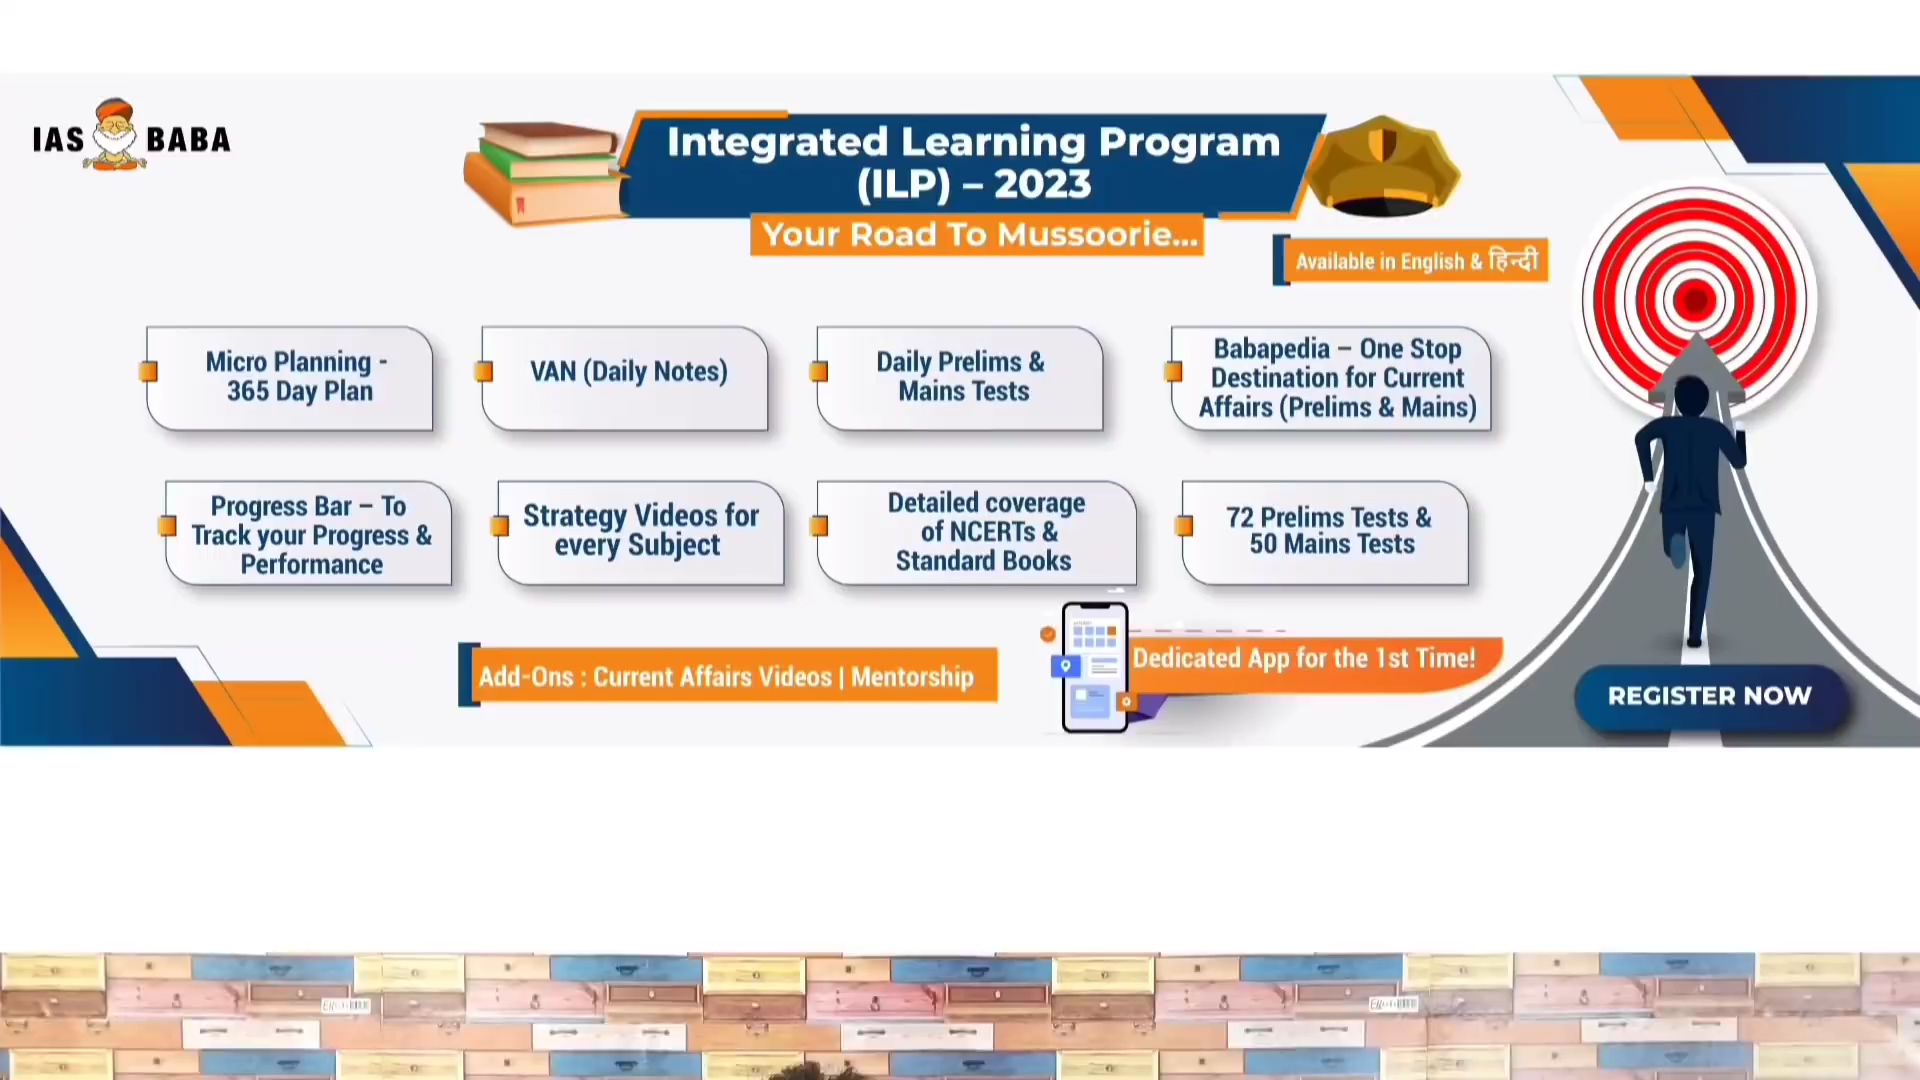 IAS BABA
Integrated Learning Program
(ILP) – 2023
Your Road To Mussoorie...
Available in English & हिन्दी
Micro Planning -
365 Day Plan
VAN (Daily Notes)
Daily Prelims &
Mains Tests
Babapedia – One Stop
Destination for Current
Affairs (Prelims & Mains)
Progress Bar – To
Track your Progress &
Performance
Strategy Videos for
every Subject
Detailed coverage
of NCERTs &
Standard Books
72 Prelims Tests &
50 Mains Tests
Add-Ons : Current Affairs Videos | Mentorship
Dedicated App for the 1st Time!
REGISTER NOW